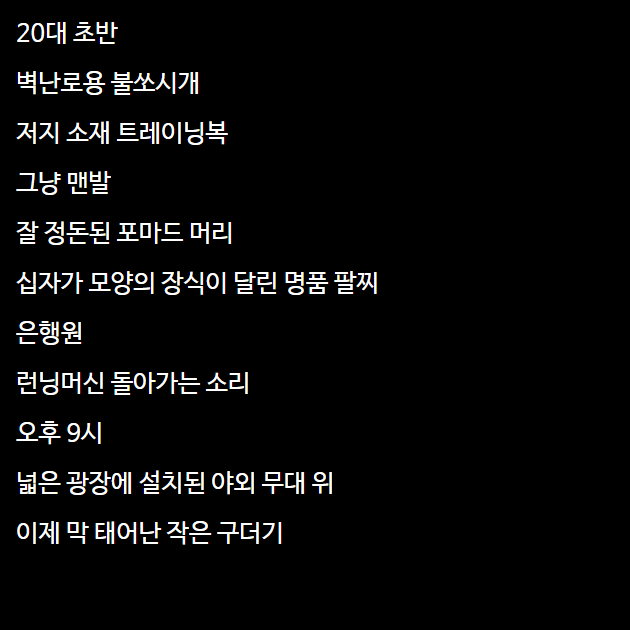 20대 초반
벽난로용 불쏘시개
저지 소재 트레이닝복
그냥 맨발
잘 정돈된 포마드 머리
십자가 모양의 장식이 달린 명품 팔찌
은행원
런닝머신 돌아가는 소리
오후 9시
넓은 광장에 설치된 야외 무대 위
이제 막 태어난 작은 구더기